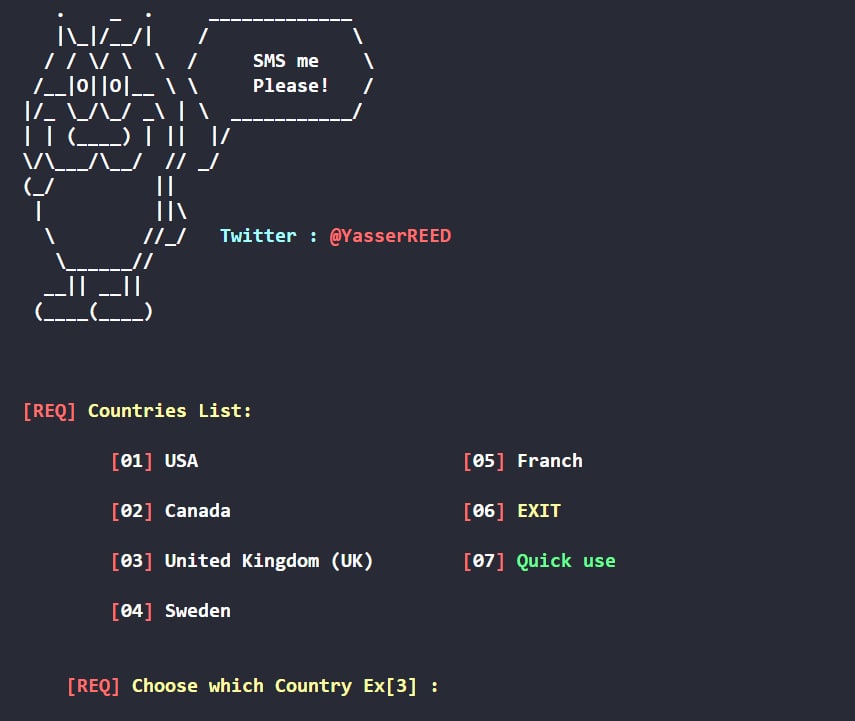 SMS me
Please!
Twitter : @YasserREED
[REQ] Countries List:
[01] USA [05] Franch
[02] Canada [06] EXIT
[03] United Kingdom (UK) [07] Quick use
[04] Sweden
[REQ] Choose which Country Ex[3] :